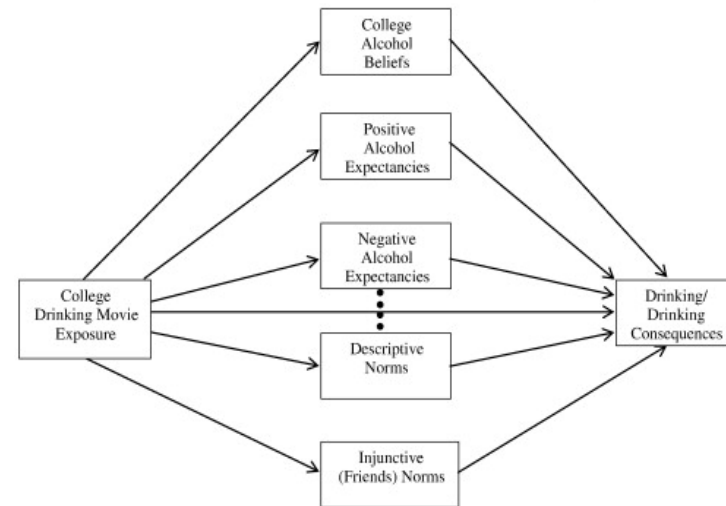 College
Alcohol
Beliefs
Positive
Alcohol
Expectancies
Negative
Alcohol
Expectancies
College
Drinking Movie
Exposure
Drinking/
Drinking
Consequences
Descriptive
Norms
Injunctive
(Friends) Norms